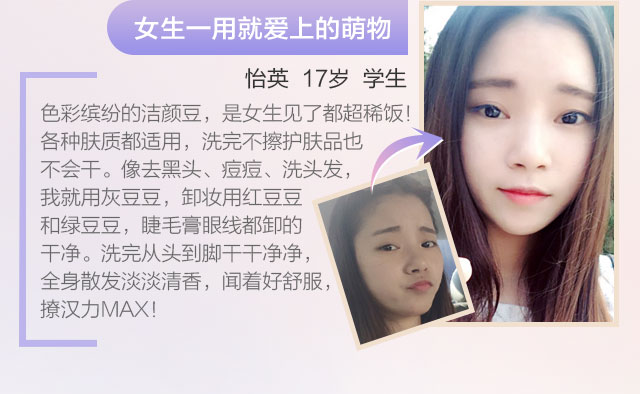 女生一用就爱上的萌物
怡英 17岁 学生
色彩缤纷的洁颜豆，是女生见了都超稀饭！
各种肤质都适用，洗完不擦护肤品也
不会干。像去黑头、痘痘、洗头发，
我就用灰豆豆，卸妆用红豆豆
和绿豆豆，睫毛膏眼线都卸的
干净。洗完从头到脚干干净净，
全身散发淡淡清香，闻着好舒服，
撩汉力MAX！